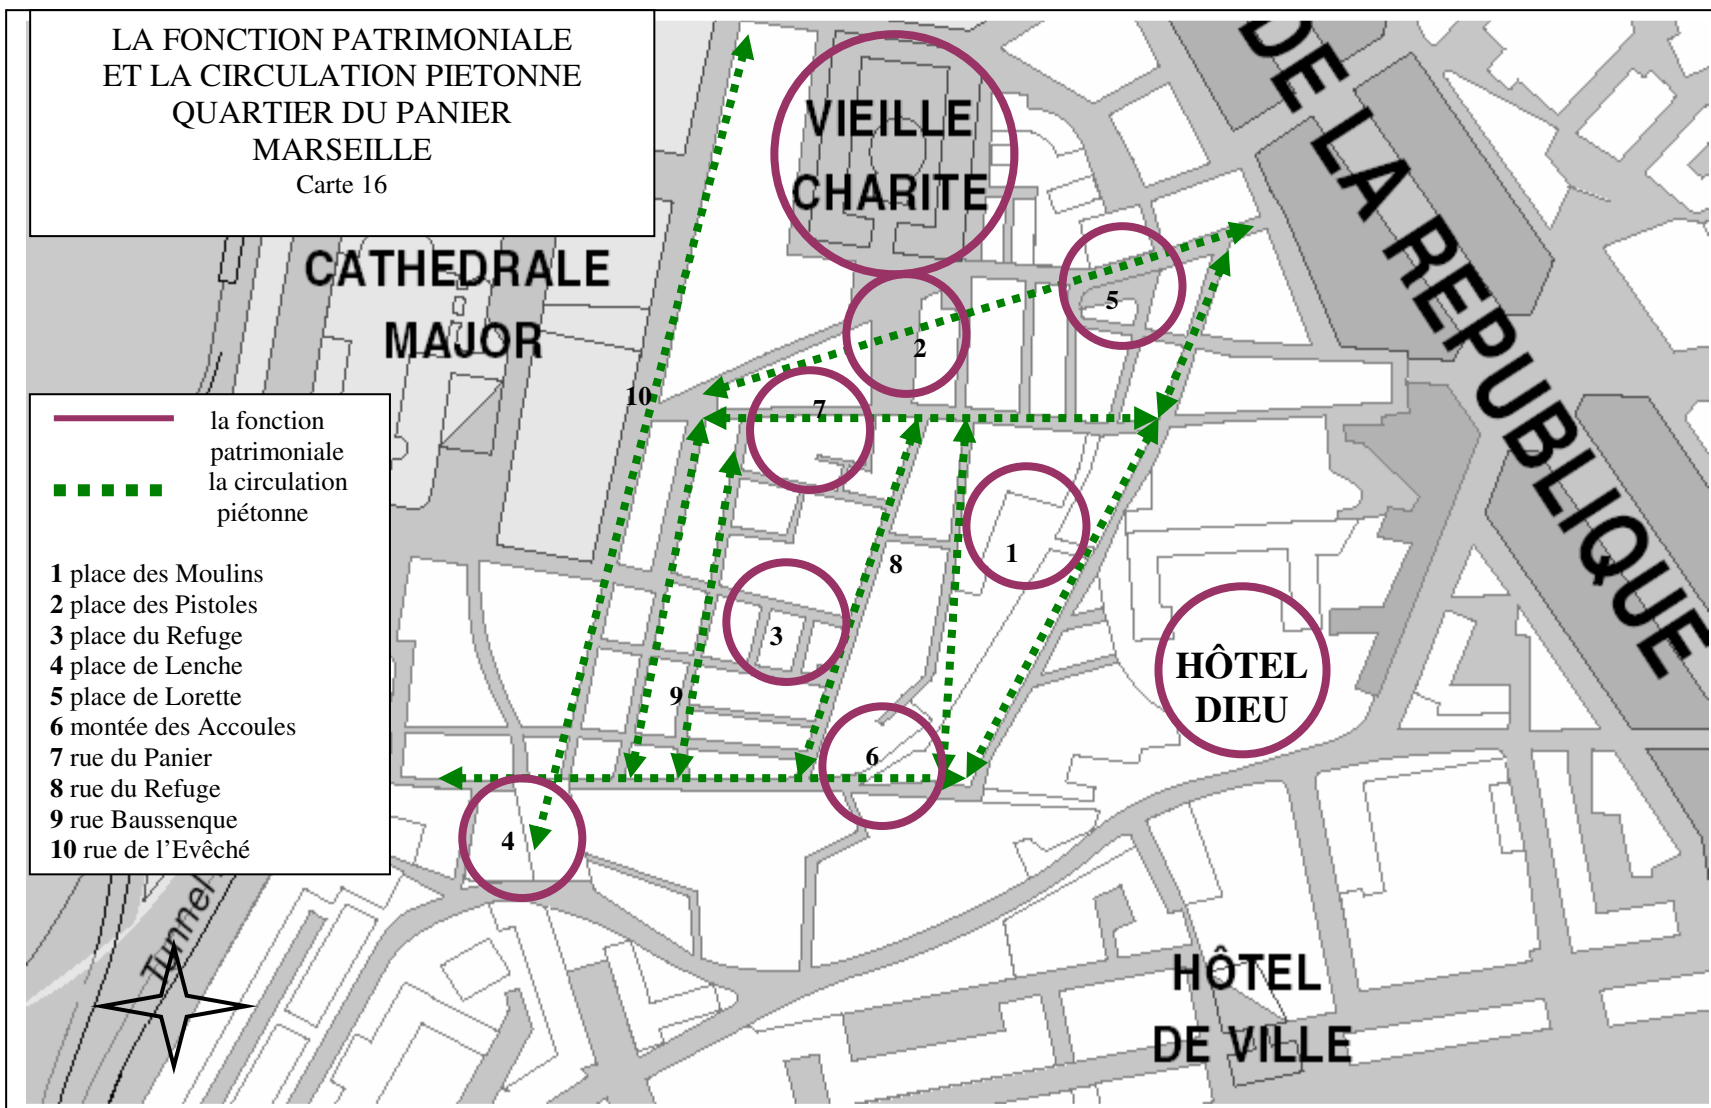 LA FONCTION PATRIMONIALE
ET LA CIRCULATION PIETONNE
QUARTIER DU PANIER
MARSEILLE
Carte 16
VIEILLE
CHARITE
DE LA REPUBLIQUE
CATHEDRALE
MAJOR
5
2
10
7
la fonction
patrimoniale
la circulation
piétonne
1 place des Moulins
2 place des Pistoles
3 place du Refuge
4 place de Lenche
5 place de Lorette
6 montée des Accoules
7 rue du Panier
8 rue du Refuge
9 rue Baussenque
10 rue de l'Evêché
1
8
3
9
HÔTEL
DIEU
6
4
Tunnel
HÔTEL
DE VILLE